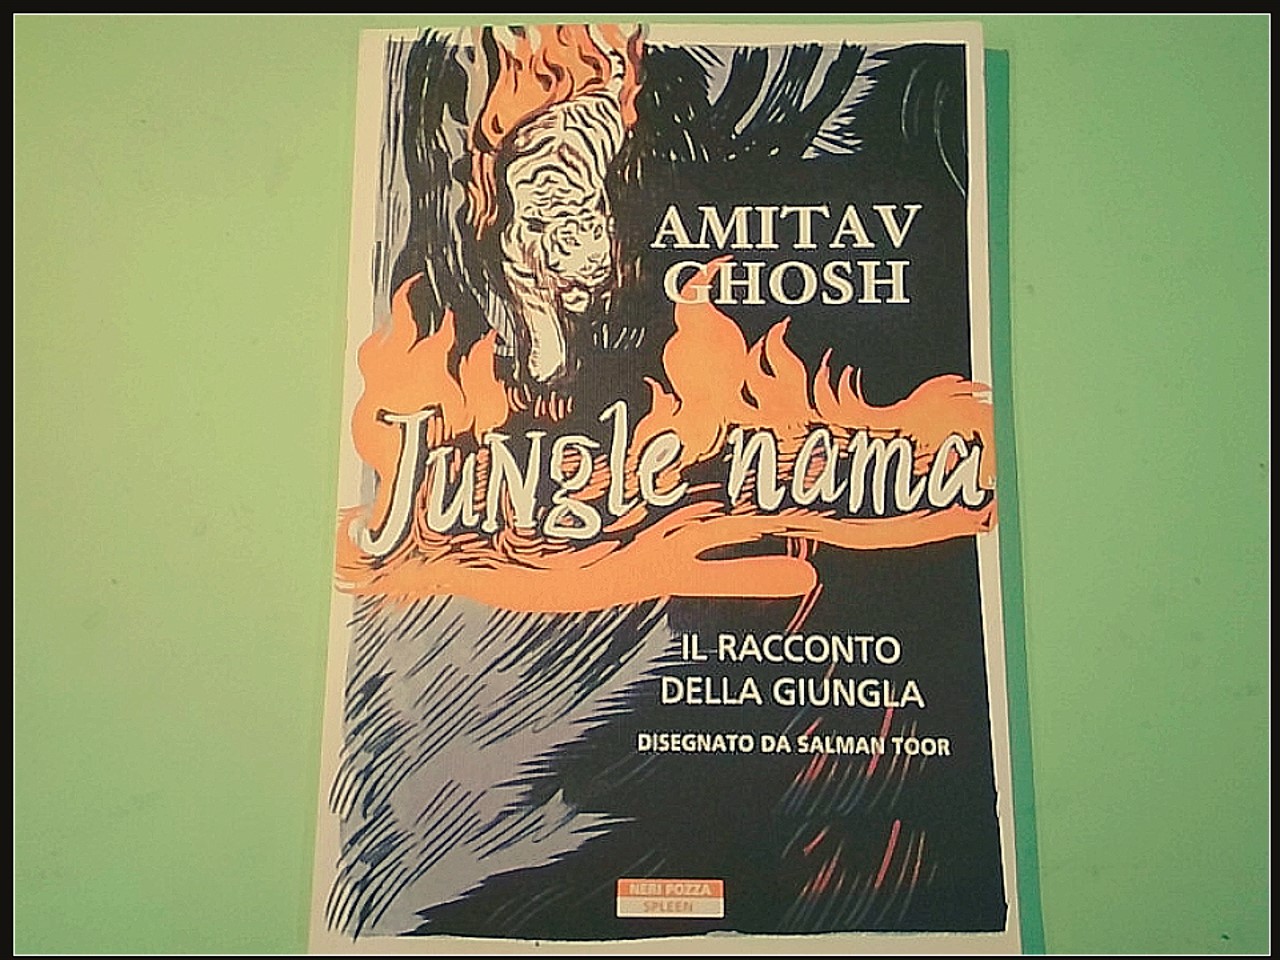 AMITAV
GHOSH
JuNgle nama
IL RACCONTO
DELLA GIUNGLA
DISEGNATO DA SALMAN TOOR
NERI POZZA
SPLEEN